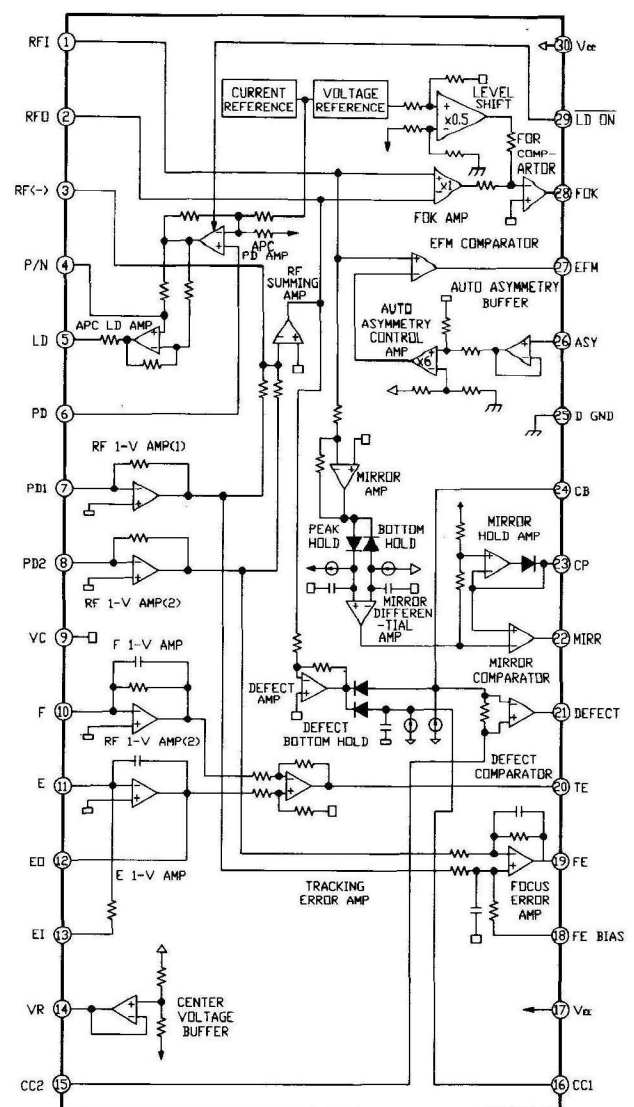 RFI 1
RFO 2
RF(-) 3
P/N 4
LD 5
PD 6
PD1 7
PD2 8
VC 9
F 10
E 11
EO 12
EI 13
VR 14
CC2 15
30 Vcc
29 LD ON
28 FOK
27 EFM
26 ASY
25 D GND
24 CB
23 CP
22 MIRR
21 DEFECT
20 TE
19 FE
18 FE BIAS
17
16 CC1
CURRENT
REFERENCE
VOLTAGE
REFERENCE
LEVEL
SHIFT
x0.5
FOR
COMP-
ARTOR
x1
FOK AMP
APC
PD AMP
EFM COMPARATOR
RF
SUMMING
AMP
AUTO ASYMMETRY
BUFFER
AUTO
ASYMMETRY
CONTROL
AMP
x6
APC LD AMP
RF 1-V AMP(1)
MIRROR
AMP
PEAK
HOLD
BOTTOM
HOLD
MIRROR
HOLD AMP
RF 1-V AMP(2)
MIRROR
DIFFEREN
-TIAL
AMP
MIRROR
COMPARATOR
F 1-V AMP
DEFECT
AMP
DEFECT
BOTTOM HOLD
RF 1-V AMP(2)
DEFECT
COMPARATOR
E 1-V AMP
TRACKING
ERROR AMP
FOCUS
ERROR
AMP
CENTER
VOLTAGE
BUFFER